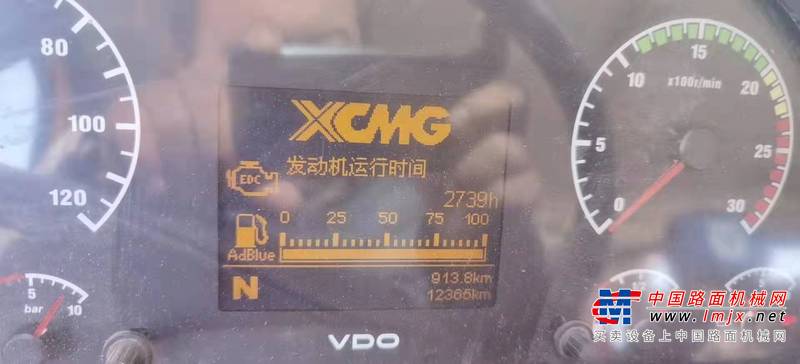 80
100
120
5
bar
10
XCMG
EDC
发动机运行时间
2739h
0 25 50 75 100
AdBlue
N
913.8km
12365km
VDO
x100r/min
0
5
10
15
20
25
30
中国路面机械网
www.lmjx.net
买卖设备上中国路面机械网